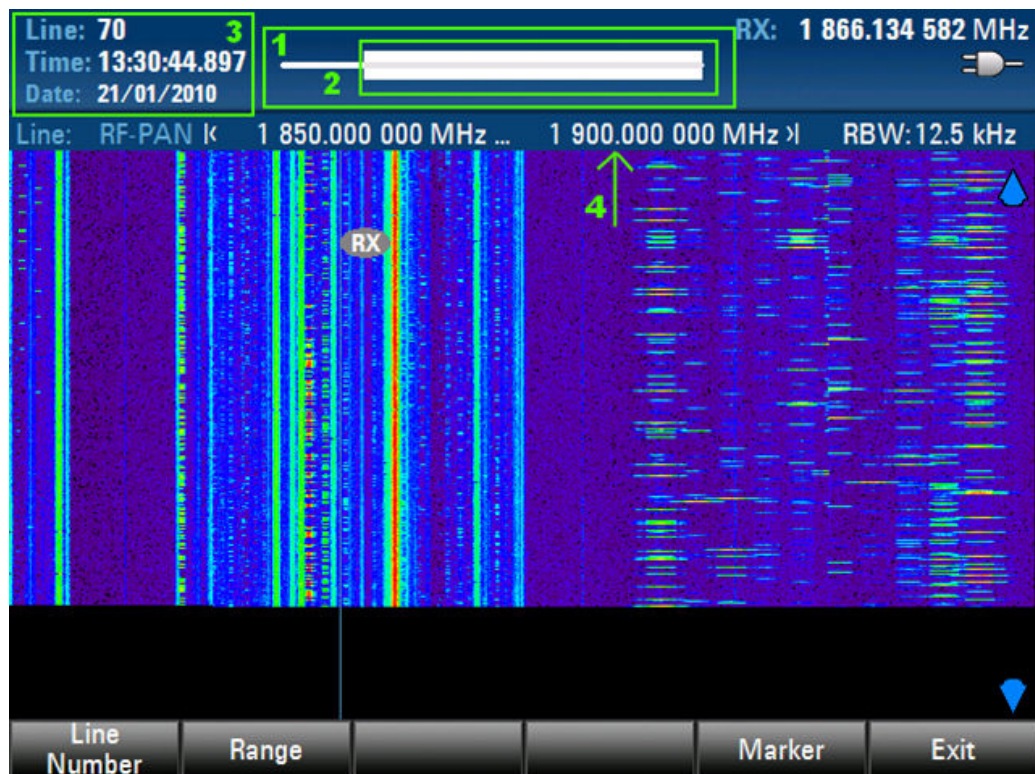 Line: 70
3
Time: 13:30:44.897
Date: 21/01/2010
1
2
RX: 1 866.134 582 MHz
Line: RF-PAN 1 850.000 000 MHz ... 1 900.000 000 MHz RBW: 12.5 kHz
4
RX
Line Number
Range
Marker
Exit